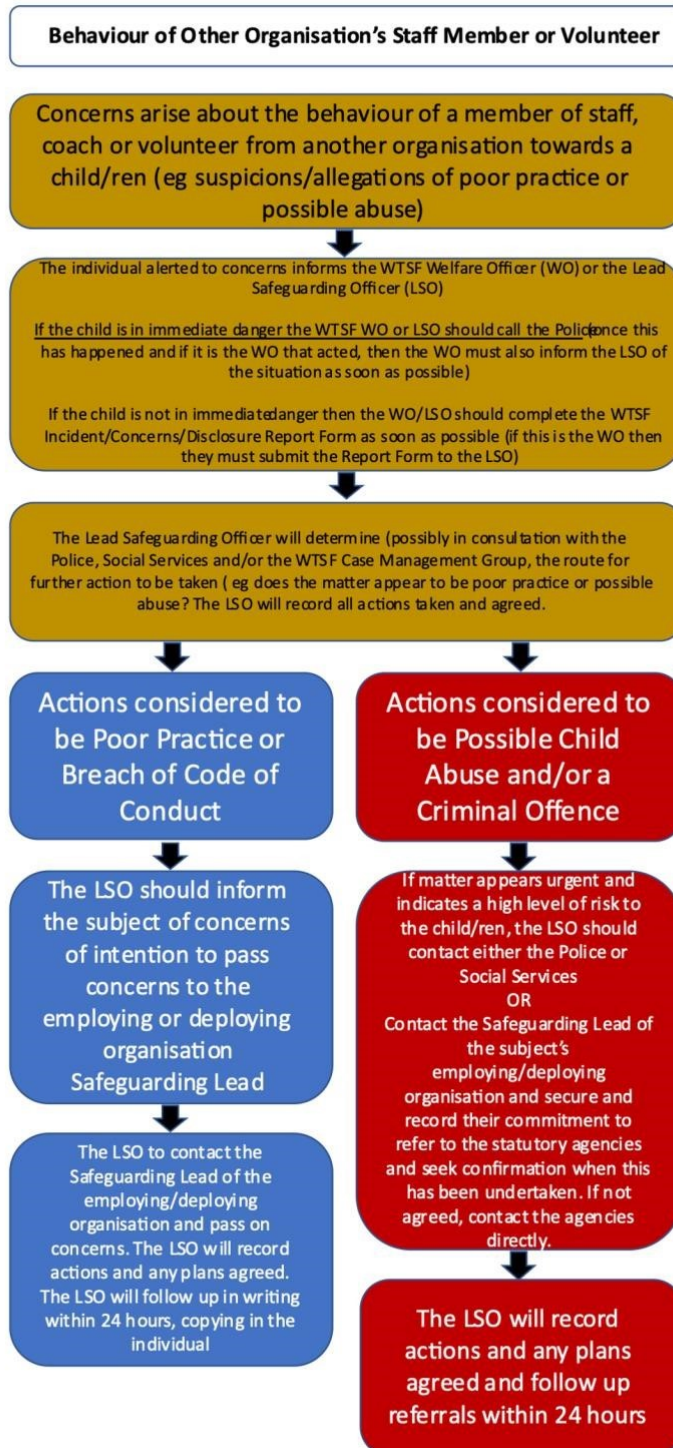 Behaviour of Other Organisation's Staff Member or Volunteer
Concerns arise about the behaviour of a member of staff,
coach or volunteer from another organisation towards a
child/ren (eg suspicions/allegations of poor practice or
possible abuse)
The individual alerted to concerns informs the WTSF Welfare Officer (WO) or the Lead
Safeguarding Officer (LSO)
If the child is in immediate danger the WTSF WO or LSO should call the Police (once this
has happened and if it is the WO that acted, then the WO must also inform the LSO of
the situation as soon as possible)
If the child is not in immediate danger then the WO/LSO should complete the WTSF
Incident/Concerns/Disclosure Report Form as soon as possible (if this is the WO then
they must submit the Report Form to the LSO)
The Lead Safeguarding Officer will determine (possibly in consultation with the
Police, Social Services and/or the WTSF Case Management Group, the route for
further action to be taken ( eg does the matter appear to be poor practice or possible
abuse? The LSO will record all actions taken and agreed.
Actions considered to
be Poor Practice or
Breach of Code of
Conduct
The LSO should inform
the subject of concerns
of intention to pass
concerns to the
employing or deploying
organisation
Safeguarding Lead
The LSO to contact the
Safeguarding Lead of the
employing/deploying
organisation and pass on
concerns. The LSO will record
actions and any plans agreed.
The LSO will follow up in writing
within 24 hours, copying in the
individual
Actions considered to
be Possible Child
Abuse and/or a
Criminal Offence
If matter appears urgent and
indicates a high level of risk to
the child/ren, the LSO should
contact either the Police or
Social Services
OR
Contact the Safeguarding Lead of
the subject's
employing/deploying
organisation and secure and
record their commitment to
refer to the statutory agencies
and seek confirmation when this
has been undertaken. If not
agreed, contact the agencies
directly.
The LSO will record
actions and any plans
agreed and follow up
referrals within 24 hours